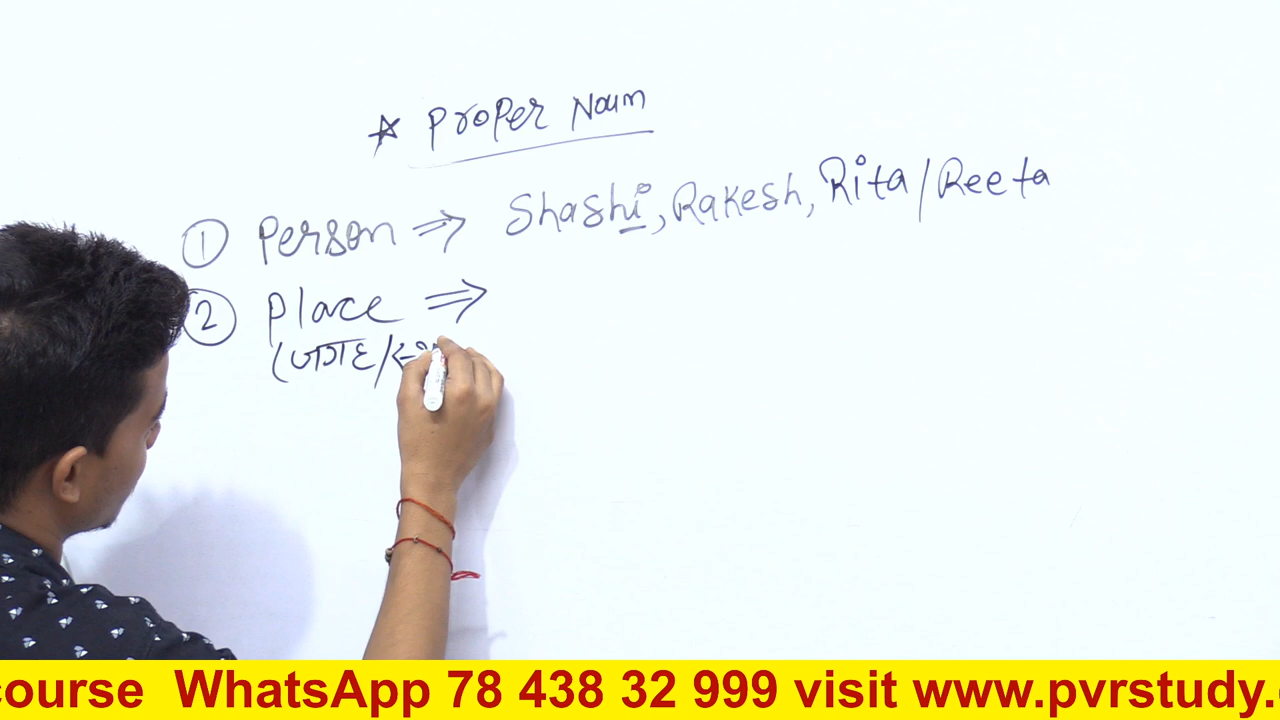 ★ Proper Noun
① Person ⇒ Shashi, Rakesh, Rita/Reeta
② Place ⇒
(जगह/
course WhatsApp 78 438 32 999 visit www.pvrstudy.